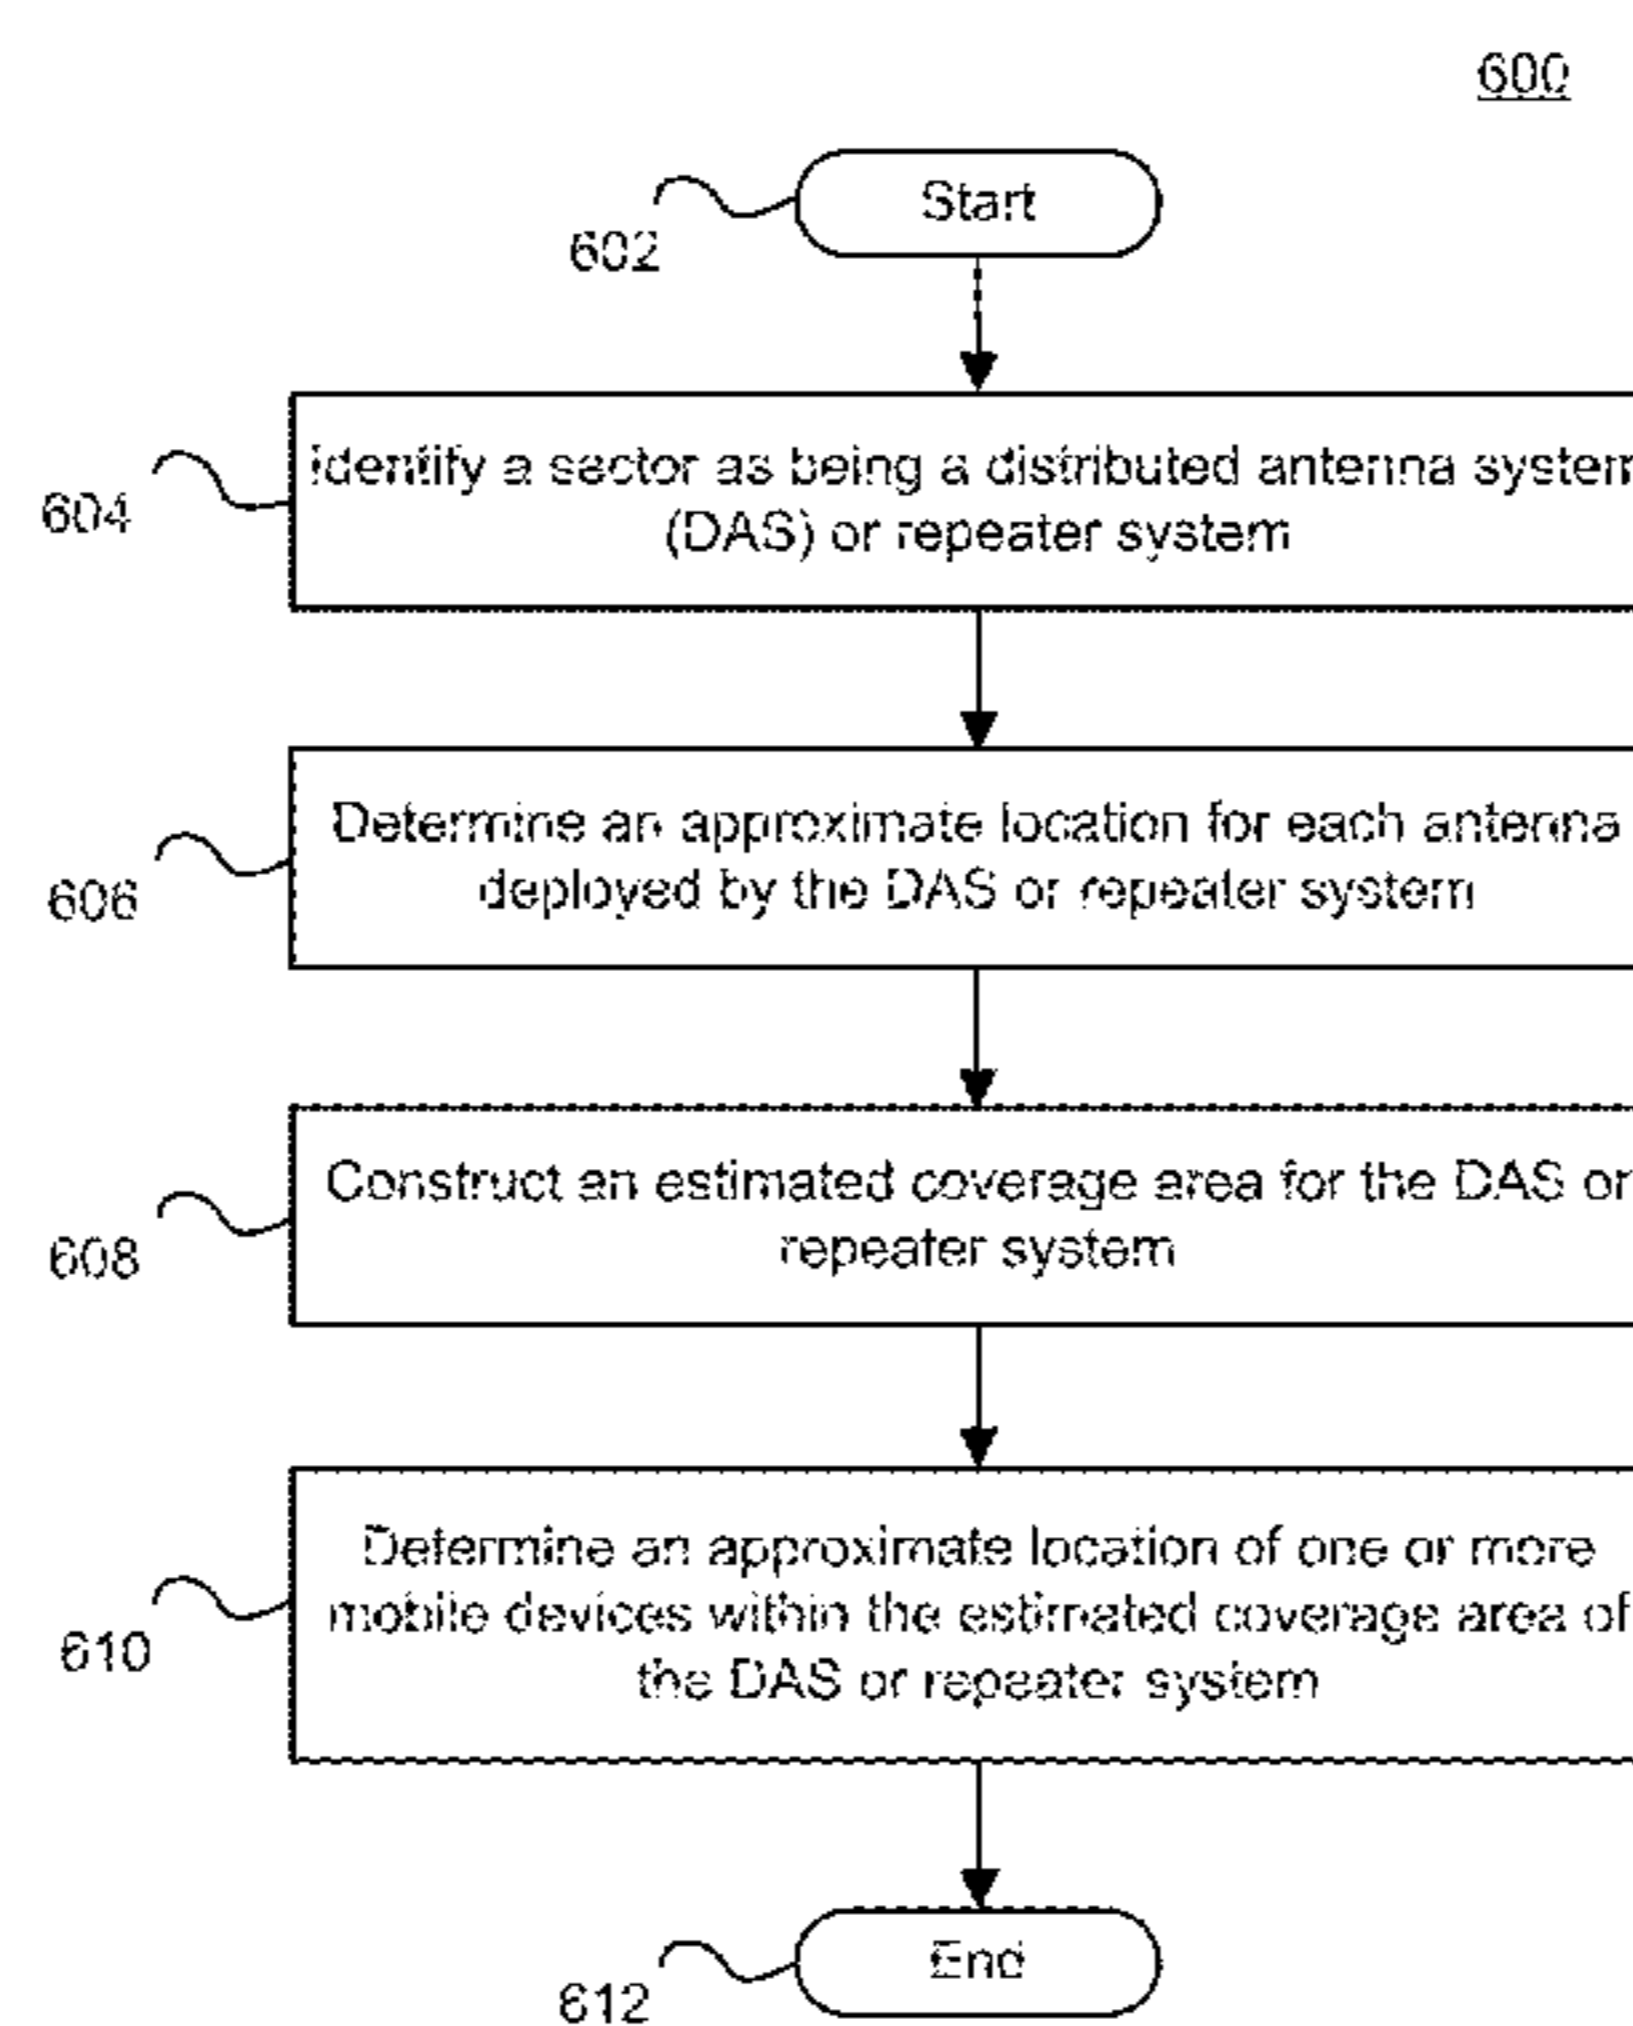 600
Start
602
Identify a sector as being a distributed antenna system
(DAS) or repeater system
604
Determine an approximate location for each antenna
deployed by the DAS or repeater system
606
Construct an estimated coverage area for the DAS or
repeater system
608
Determine an approximate location of one or more
mobile devices within the estimated coverage area of
the DAS or repeater system
610
End
612